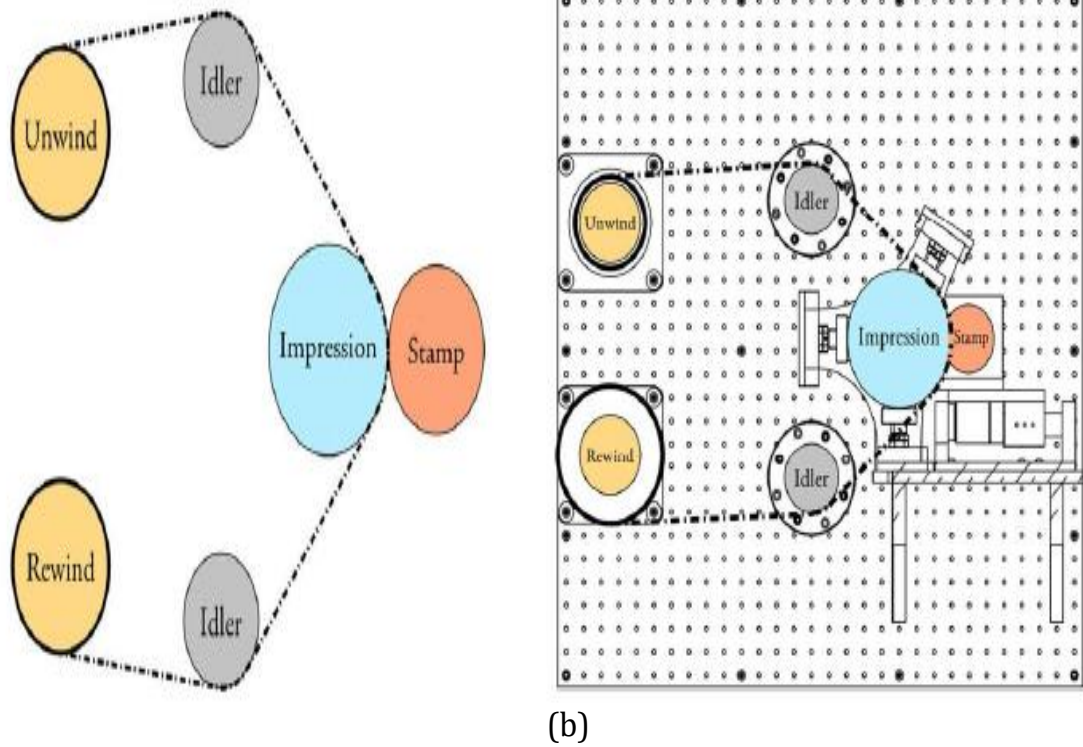 Unwind
Idler
Impression
Stamp
Rewind
Idler
Unwind
Idler
Impression
Stamp
Rewind
Idler
(b)